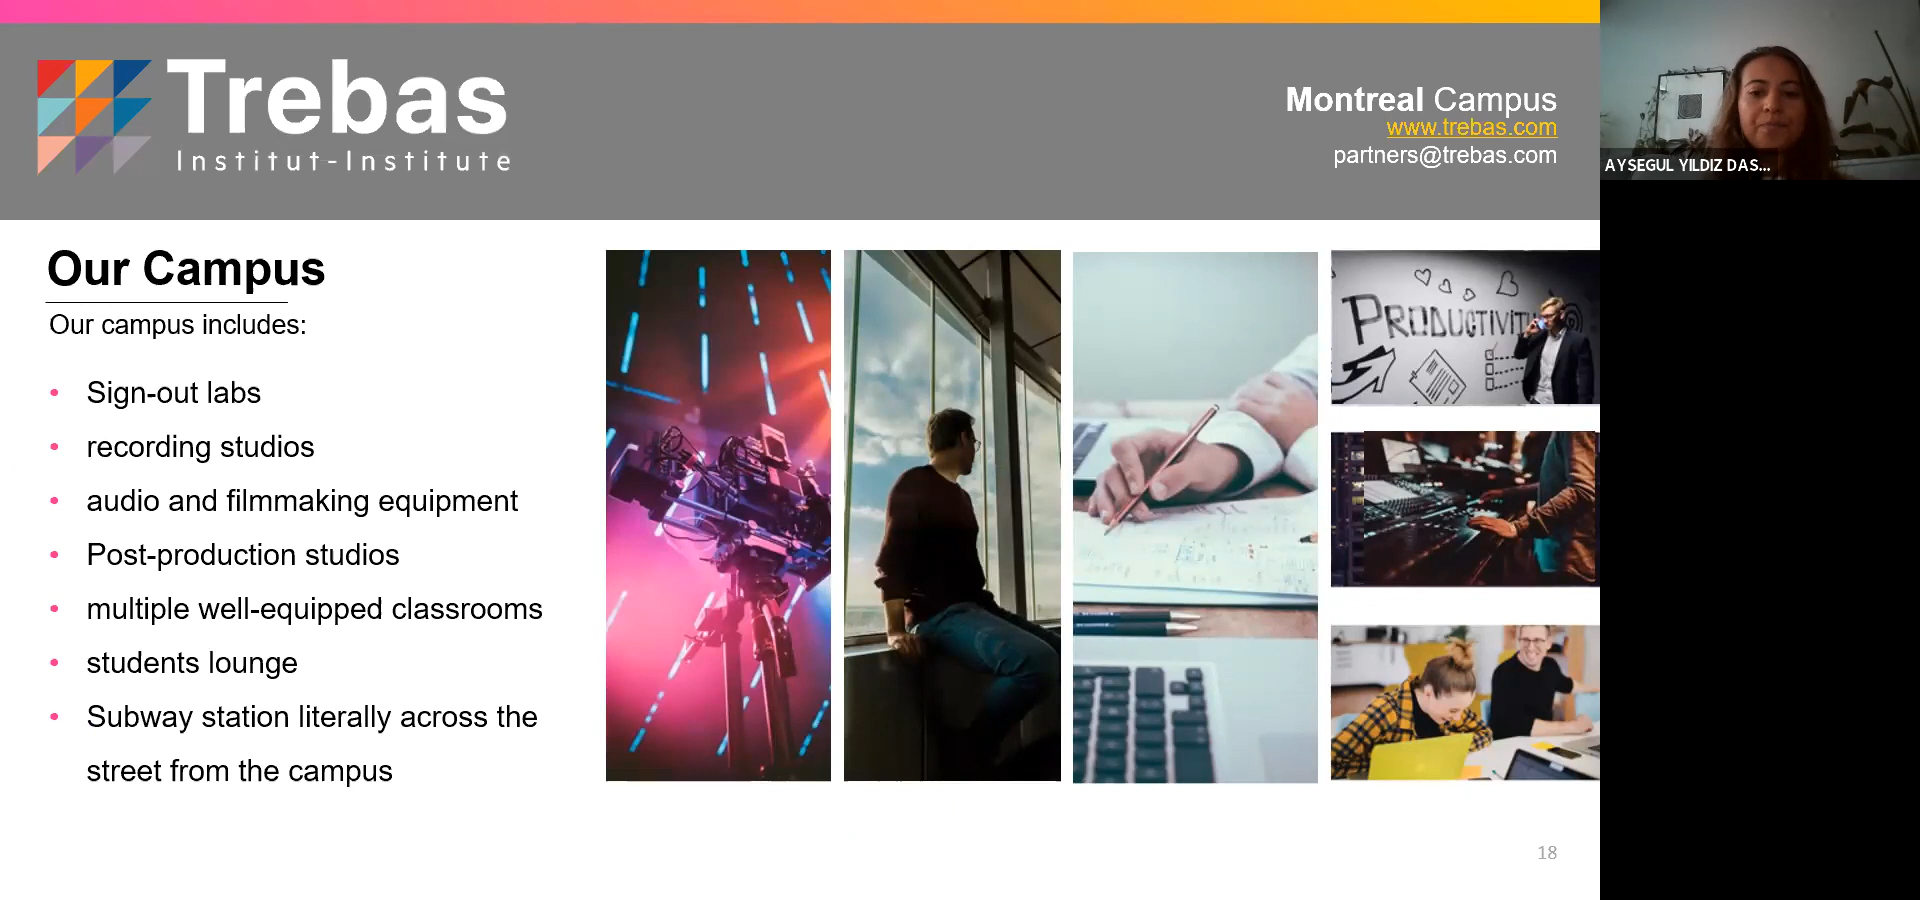 Trebas
Institut-Institute
Montreal Campus
www.trebas.com
partners@trebas.com
AYSEGUL YILDIZ DAS...
Our Campus
Our campus includes:
• Sign-out labs
• recording studios
• audio and filmmaking equipment
• Post-production studios
• multiple well-equipped classrooms
• students lounge
• Subway station literally across the
street from the campus
PRODUCTIVITY
18